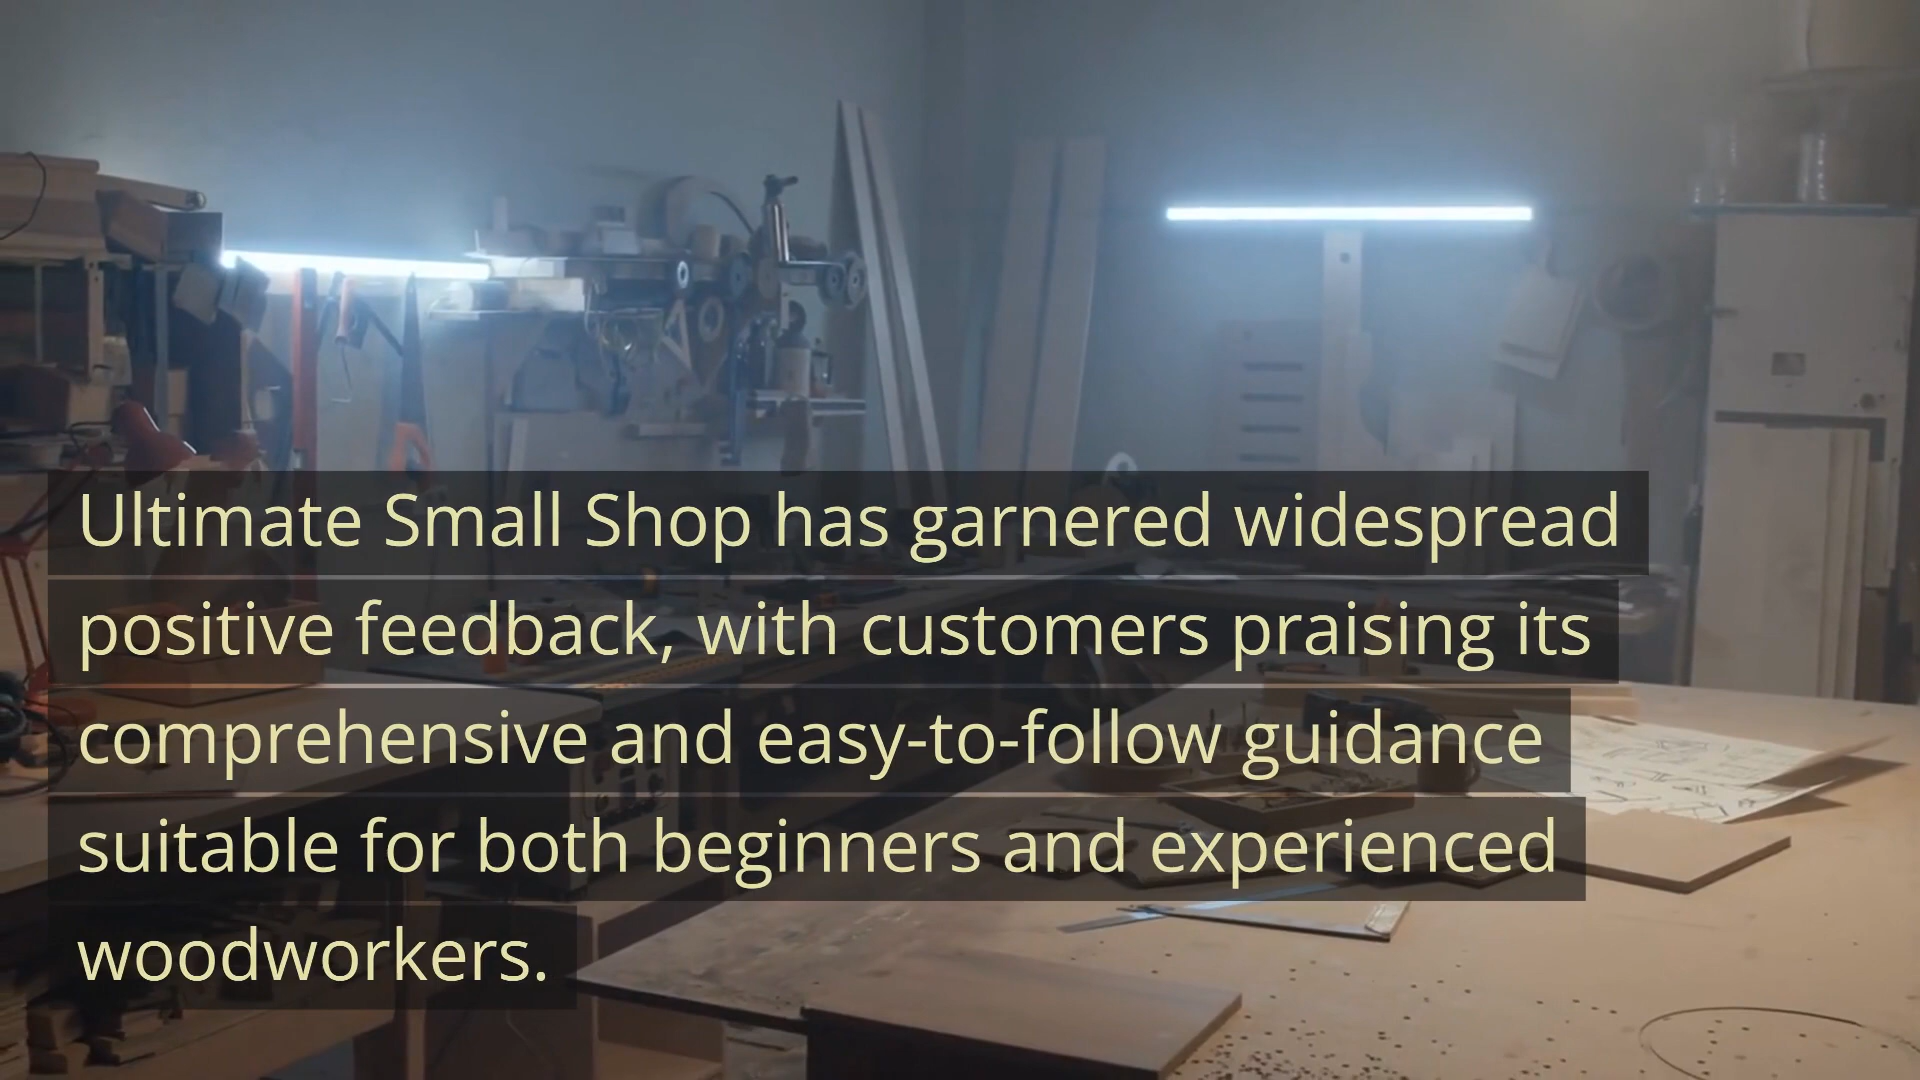 Ultimate Small Shop has garnered widespread
positive feedback, with customers praising its
comprehensive and easy-to-follow guidance
suitable for both beginners and experienced
woodworkers.